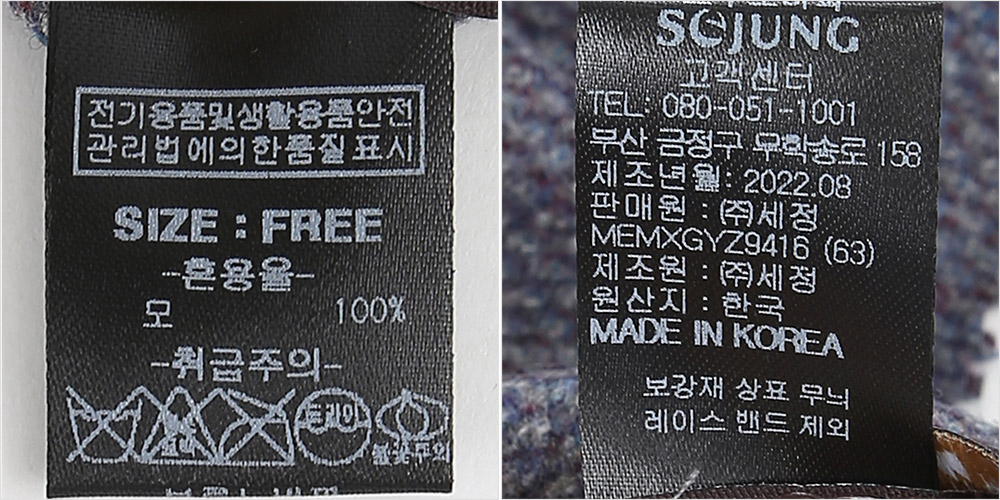 전기용품및생활용품안전
관리법에의한품질표시
SIZE : FREE
-혼용율-
모 100%
-취급주의-
드라이
불꽃주의
SEJUNG
고객센터
TEL: 080-051-1001
부산 금정구 무학송로 158
제조년월: 2022.08
판매원 : ㈜세정
MEMXGYZ9416 (63)
제조원 : ㈜세정
원산지 : 한국
MADE IN KOREA
보강재 상표 무늬
레이스 밴드 제외